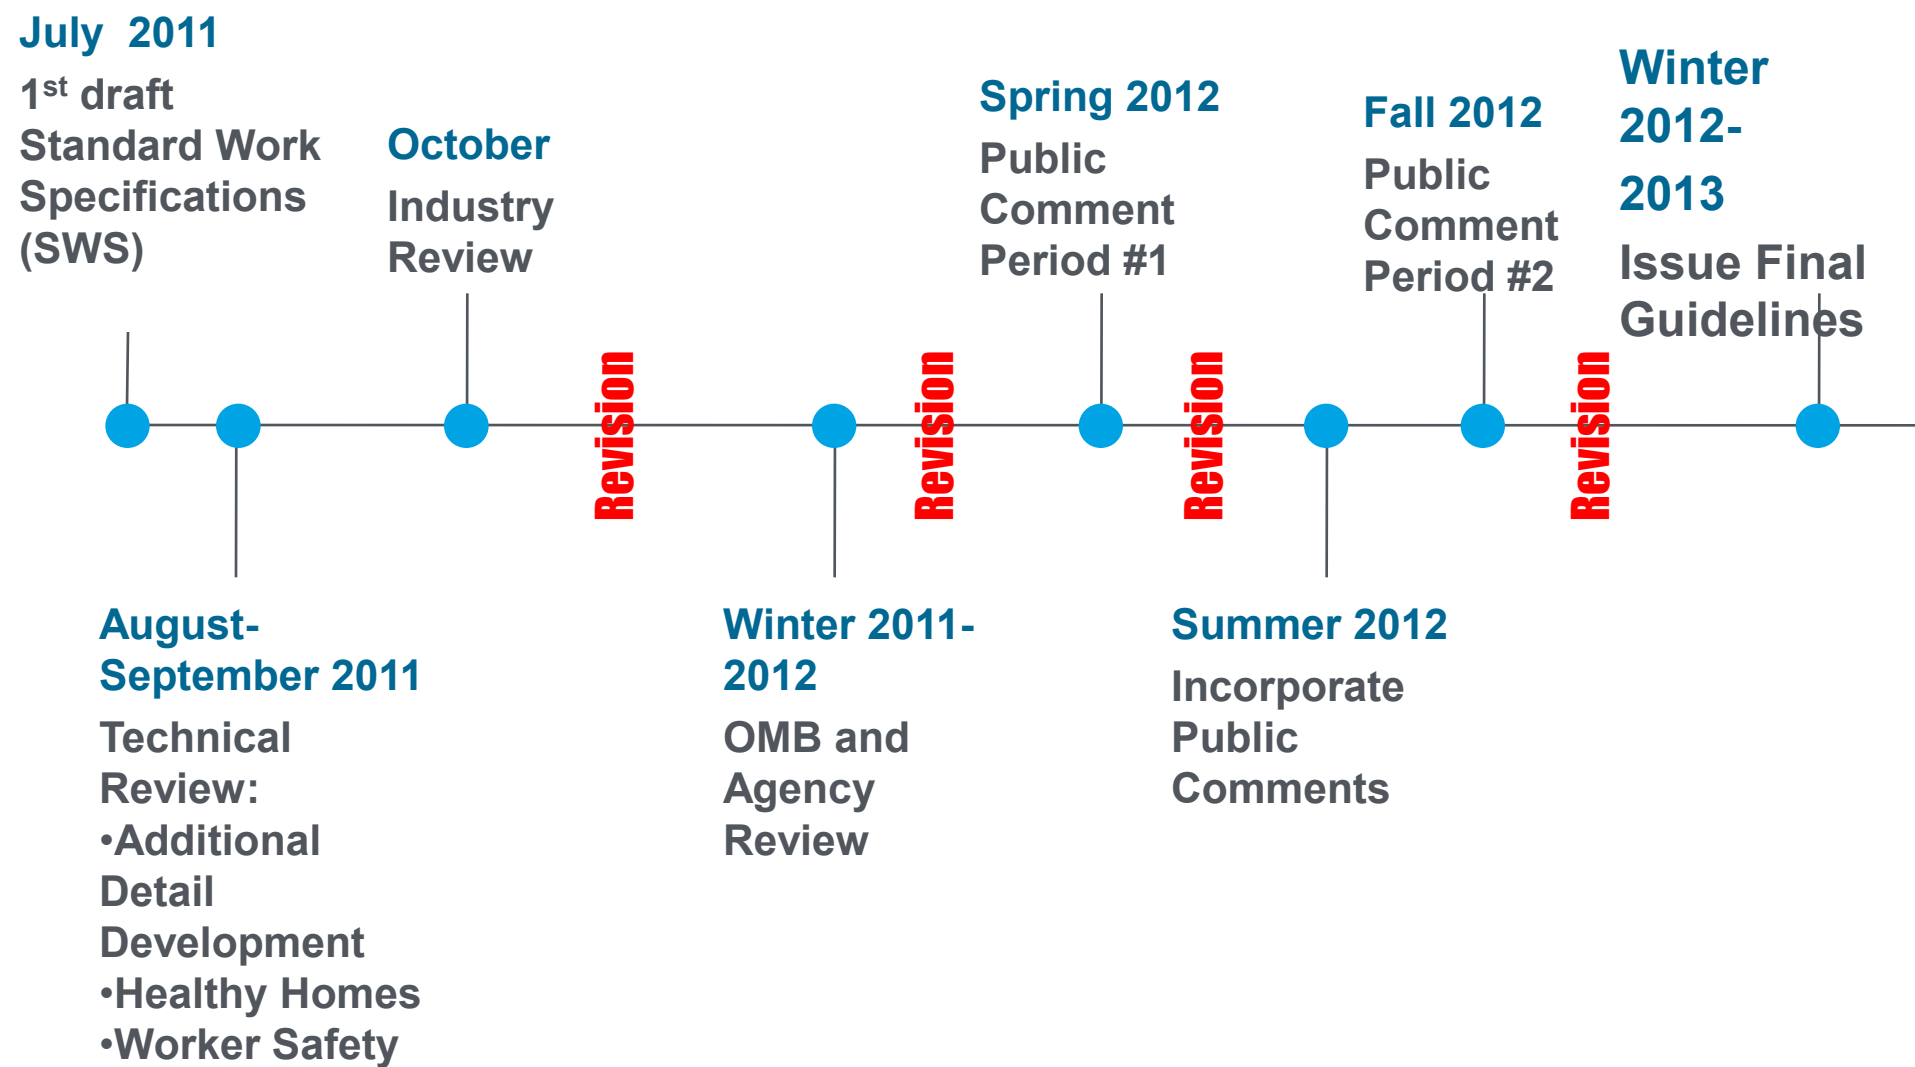 July 2011
1st draft
Standard Work
Specifications
(SWS)
October
Industry
Review
Spring 2012
Public
Comment
Period #1
Fall 2012
Public
Comment
Period #2
Winter
2012-
2013
Issue Final
Guidelines
Revision
Revision
Revision
Revision
August-
September 2011
Technical
Review:
•Additional
Detail
Development
•Healthy Homes
•Worker Safety
Winter 2011-
2012
OMB and
Agency
Review
Summer 2012
Incorporate
Public
Comments